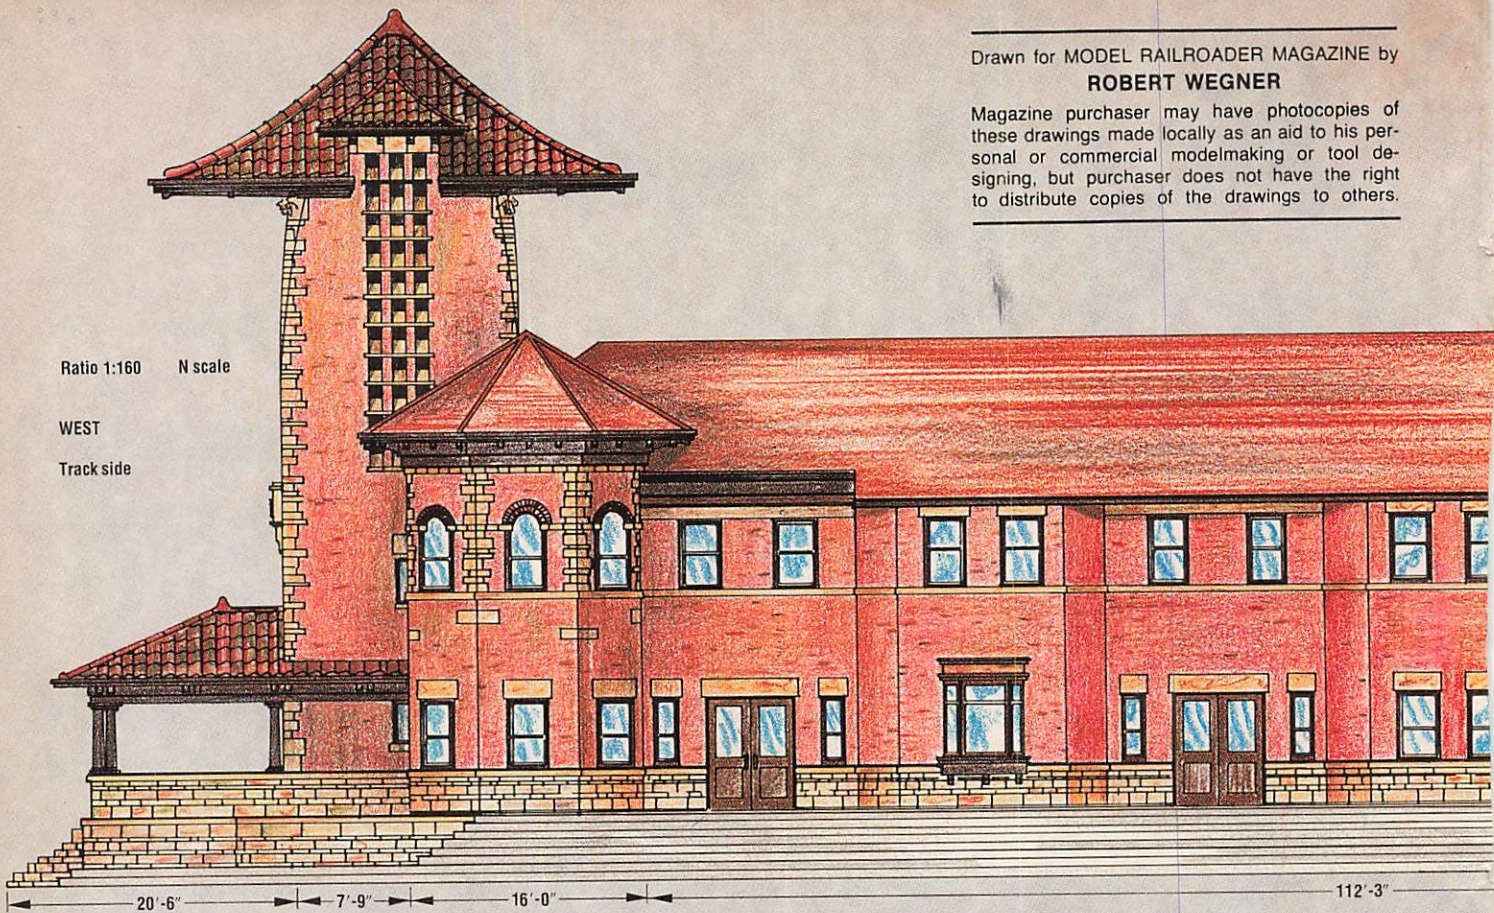 Drawn for MODEL RAILROADER MAGAZINE by
ROBERT WEGNER
Magazine purchaser may have photocopies of
these drawings made locally as an aid to his per-
sonal or commercial modelmaking or tool de-
signing, but purchaser does not have the right
to distribute copies of the drawings to others.
Ratio 1:160 N scale
WEST
Track side
20'-6" 7'-9" 16'-0" 112'-3"